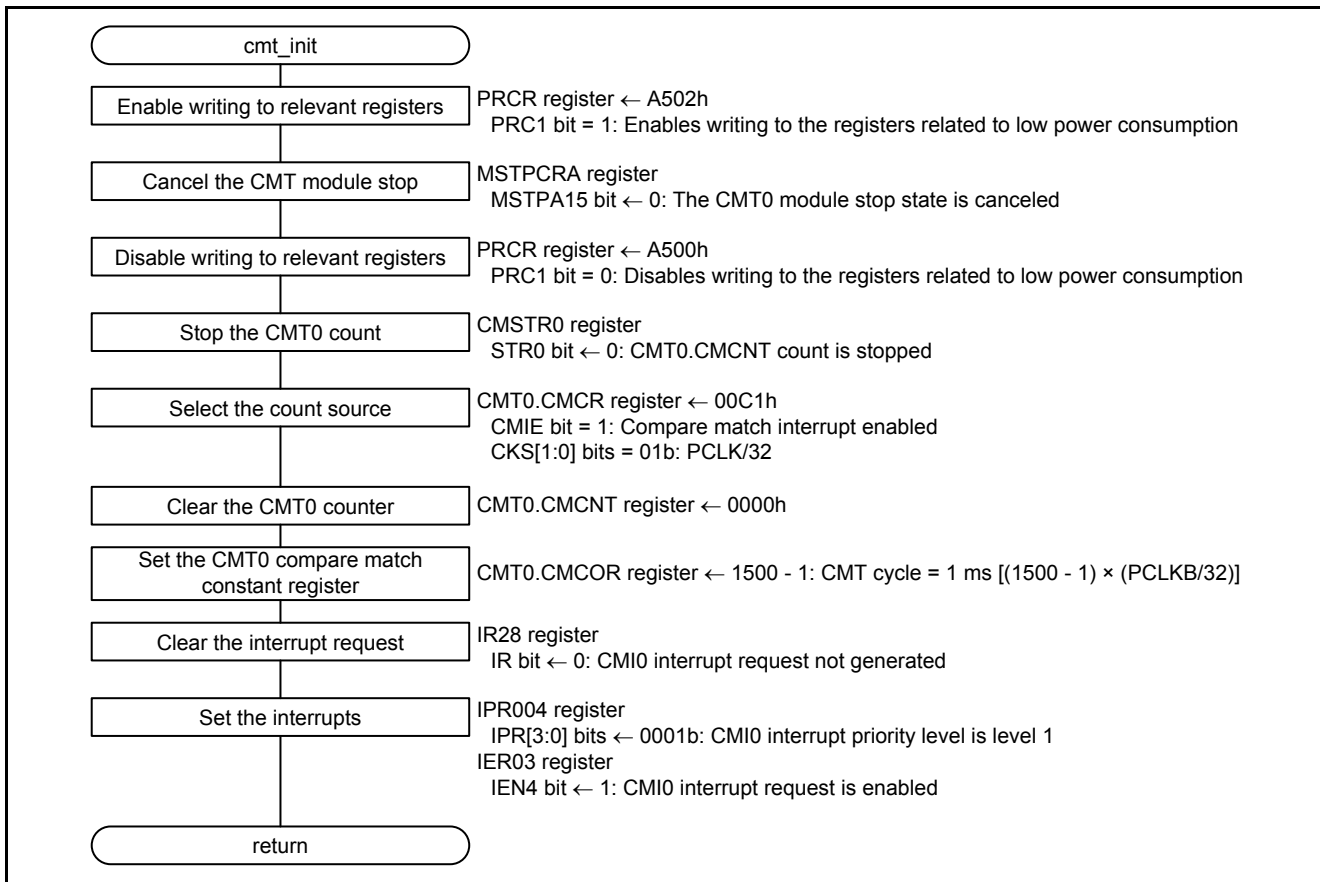 cmt_init
Enable writing to relevant registers
PRCR register ← A502h
PRC1 bit = 1: Enables writing to the registers related to low power consumption
Cancel the CMT module stop
MSTPCRA register
MSTPA15 bit ← 0: The CMT0 module stop state is canceled
Disable writing to relevant registers
PRCR register ← A500h
PRC1 bit = 0: Disables writing to the registers related to low power consumption
Stop the CMT0 count
CMSTR0 register
STR0 bit ← 0: CMT0.CMCNT count is stopped
Select the count source
CMT0.CMCR register ← 00C1h
CMIE bit = 1: Compare match interrupt enabled
CKS[1:0] bits = 01b: PCLK/32
Clear the CMT0 counter
CMT0.CMCNT register ← 0000h
Set the CMT0 compare match
constant register
CMT0.CMCOR register ← 1500 - 1: CMT cycle = 1 ms [(1500 - 1) × (PCLKB/32)]
Clear the interrupt request
IR28 register
IR bit ← 0: CMI0 interrupt request not generated
Set the interrupts
IPR004 register
IPR[3:0] bits ← 0001b: CMI0 interrupt priority level is level 1
IER03 register
IEN4 bit ← 1: CMI0 interrupt request is enabled
return